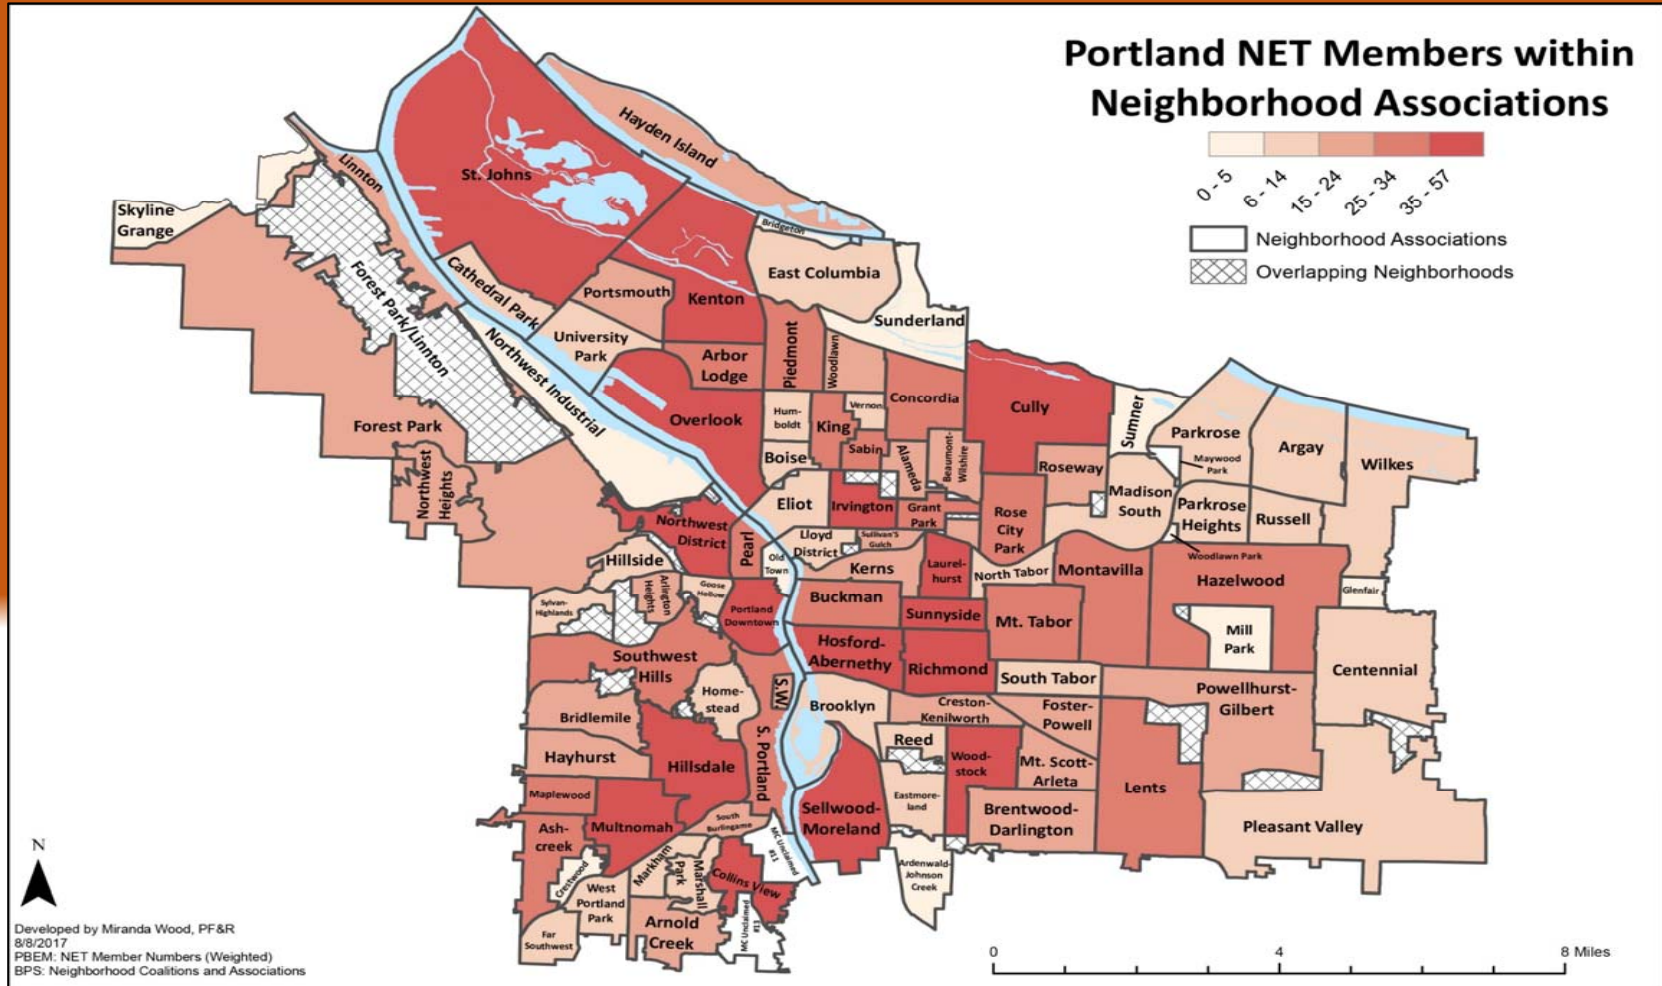 Portland NET Members within
Neighborhood Associations
0 - 5
6 - 14
15 - 24
25 - 34
35 - 57
Neighborhood Associations
Overlapping Neighborhoods
Hayden Island
Linnton
St. Johns
Skyline
Grange
Bridgeton
East Columbia
Cathedral Park
Portsmouth
Kenton
Forest Park/Linnton
Sunderland
University
Park
Northwest Industrial
Piedmont
Woodlawn
Arbor
Lodge
Concordia
Cully
Sumner
Overlook
Hum-
boldt
Vernon
King
Parkrose
Argay
Wilkes
Forest Park
Northwest
Heights
Boise
Sabin
Alameda
Beaumont-
Wilshire
Roseway
Maywood
Park
Madison
South
Eliot
Irvington
Grant
Park
Rose
City
Park
Parkrose
Heights
Russell
Northwest
District
Pearl
Old
Town
Lloyd
District
Sullivan'S
Gulch
Woodlawn Park
Hillside
Kerns
Laurel-
hurst
North Tabor
Montavilla
Hazelwood
Glenfair
Sylvan-
Highlands
Arlington
Heights
Goose
Hollow
Portland
Downtown
Buckman
Sunnyside
Mt. Tabor
Mill
Park
Southwest
Hills
Hosford-
Abernethy
Richmond
South Tabor
Centennial
Home-
stead
S.W.
Brooklyn
Creston-
Kenilworth
Foster-
Powell
Powellhurst-
Gilbert
Bridlemile
S. Portland
Reed
Hayhurst
Hillsdale
Wood-
stock
Mt. Scott-
Arleta
Lents
Maplewood
Eastmore-
land
Sellwood-
Moreland
Brentwood-
Darlington
Pleasant Valley
Ash-
creek
Multnomah
South
Burlingame
MC Unclaimed
#11
Crestwood
Markham
Park
Marshall
Collins View
Ardenwald-
Johnson
Creek
West
Portland
Park
Arnold
Creek
MC Unclaimed
#13
Far
Southwest
N
Developed by Miranda Wood, PF&R
8/8/2017
PBEM: NET Member Numbers (Weighted)
BPS: Neighborhood Coalitions and Associations
0
4
8 Miles